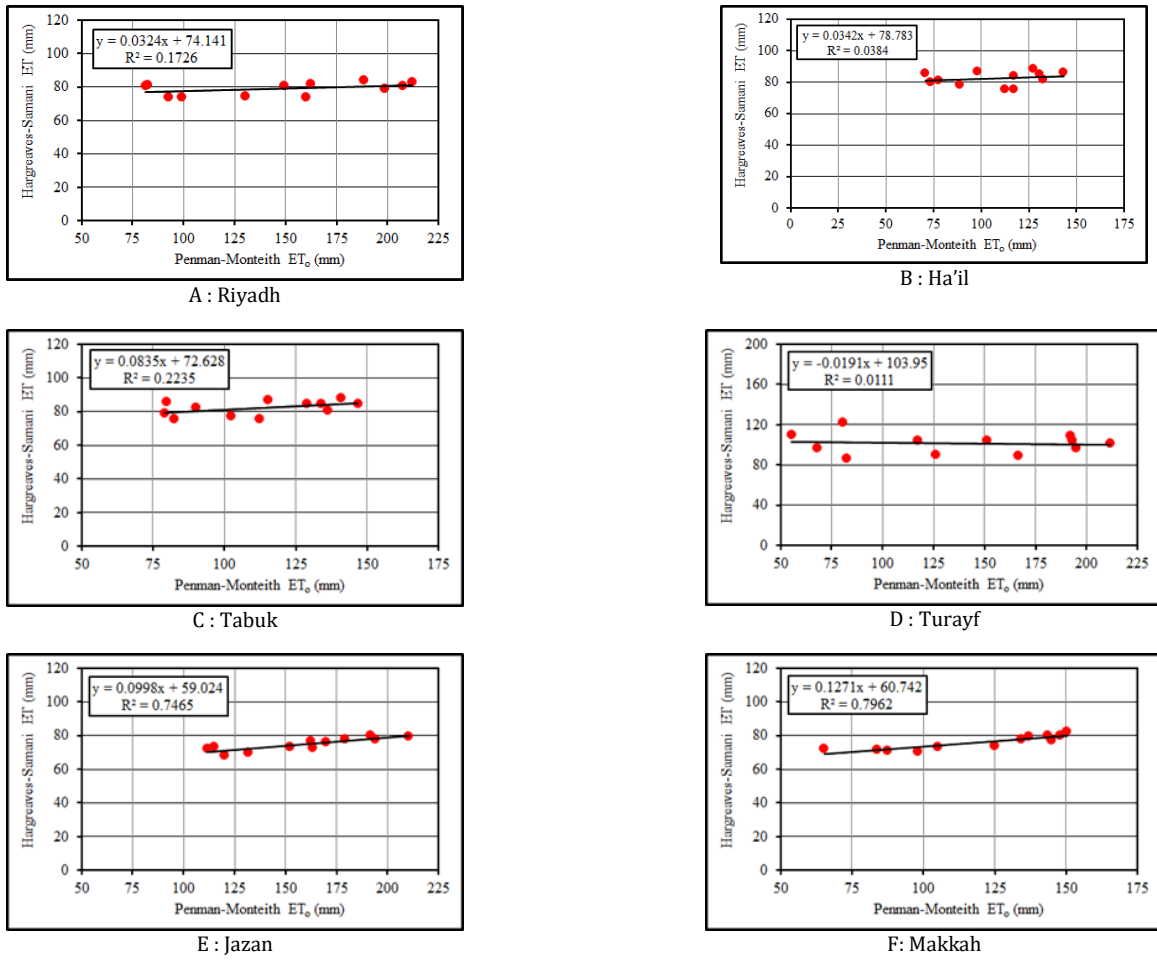 120
100
80
60
40
20
0
y = 0.0324x + 74.141
R² = 0.1726
Hargreaves-Samani ET (mm)
50 75 100 125 150 175 200 225
Penman-Monteith ETₒ (mm)
A : Riyadh
120
100
80
60
40
20
0
y = 0.0342x + 78.783
R² = 0.0384
Hargreaves-Samani ET (mm)
0 25 50 75 100 125 150 175
Penman-Monteith ETₒ (mm)
B : Ha’il
120
100
80
60
40
20
0
y = 0.0835x + 72.628
R² = 0.2235
Hargreaves-Samani ET (mm)
50 75 100 125 150 175
Penman-Monteith ETₒ (mm)
C : Tabuk
200
160
120
80
40
0
y = -0.0191x + 103.95
R² = 0.0111
Hargreaves-Samani ET (mm)
50 75 100 125 150 175 200 225
Penman-Monteith ETₒ (mm)
D : Turayf
120
100
80
60
40
20
0
y = 0.0998x + 59.024
R² = 0.7465
Hargreaves-Samani ET (mm)
50 75 100 125 150 175 200 225
Penman-Monteith ETₒ (mm)
E : Jazan
120
100
80
60
40
20
0
y = 0.1271x + 60.742
R² = 0.7962
Hargreaves-Samani ET (mm)
50 75 100 125 150 175
Penman-Monteith ETₒ (mm)
F: Makkah